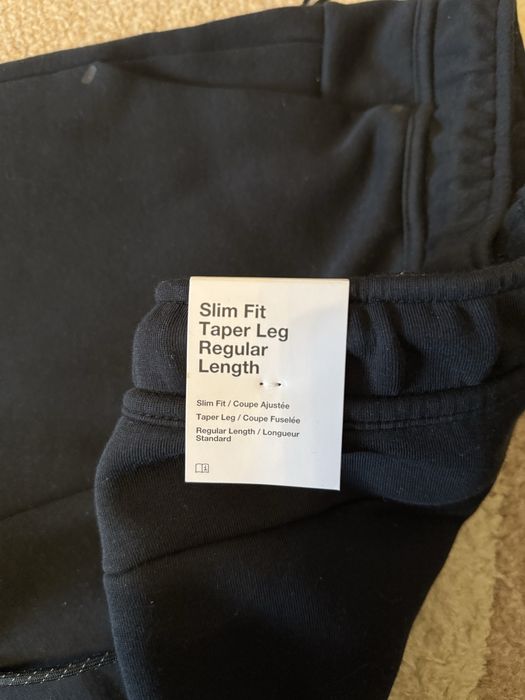 Slim Fit
Taper Leg
Regular
Length
Slim Fit / Coupe Ajustée
Taper Leg / Coupe Fuselée
Regular Length / Longueur
Standard